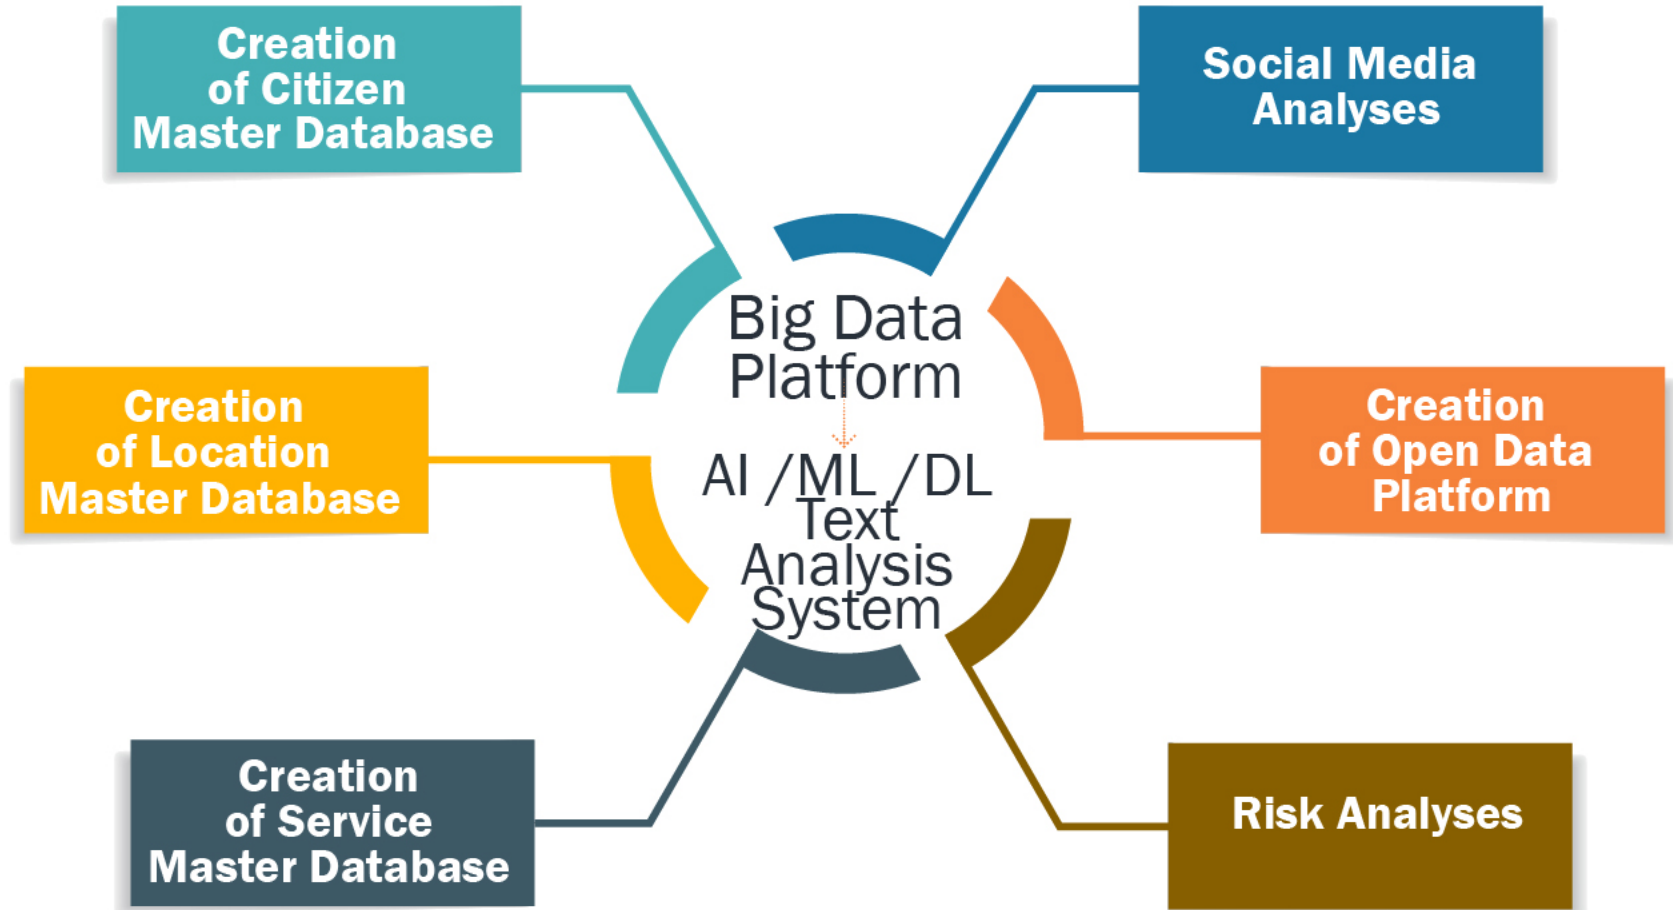 Creation
of Citizen
Master Database
Social Media
Analyses
Big Data
Platform
AI /ML /DL
Text
Analysis
System
Creation
of Location
Master Database
Creation
of Open Data
Platform
Creation
of Service
Master Database
Risk Analyses